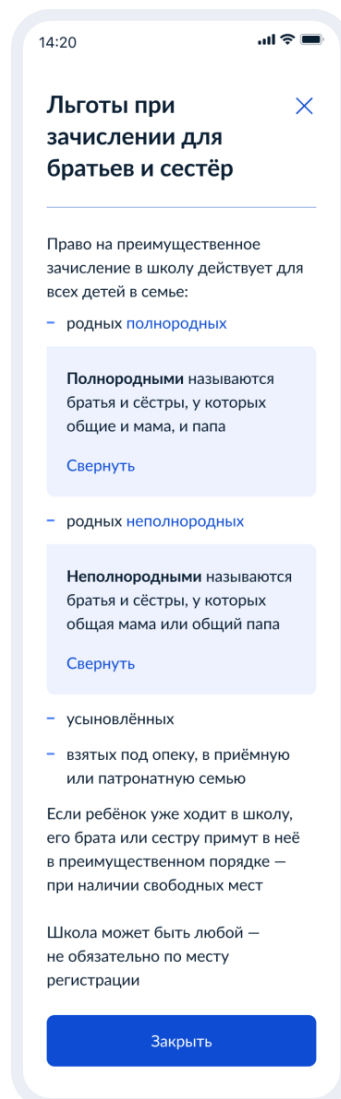 14:20
Льготы при
зачислении для
братьев и сестёр
Право на преимущественное
зачисление в школу действует для
всех детей в семье:
– родных полнородных
Полнородными называются
братья и сёстры, у которых
общие и мама, и папа
Свернуть
– родных неполнородных
Неполнородными называются
братья и сёстры, у которых
общая мама или общий папа
Свернуть
– усыновлённых
– взятых под опеку, в приёмную
или патронатную семью
Если ребёнок уже ходит в школу,
его брата или сестру примут в неё
в преимущественном порядке —
при наличии свободных мест
Школа может быть любой —
не обязательно по месту
регистрации
Закрыть